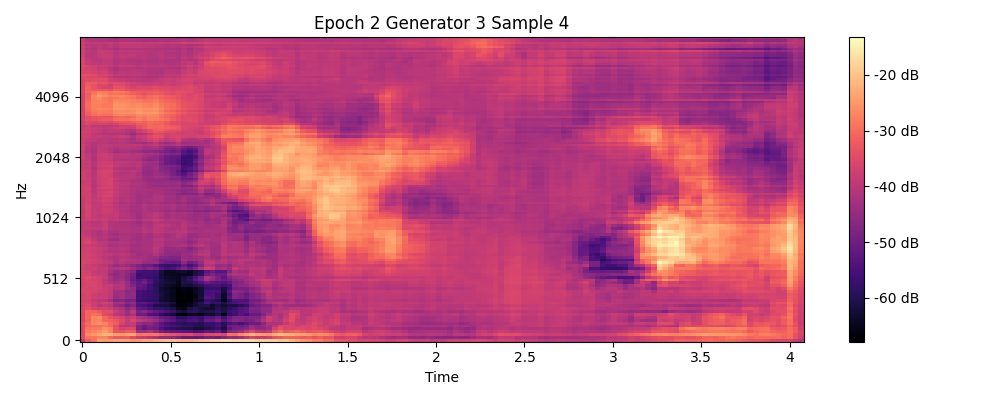 Epoch 2 Generator 3 Sample 4
Hz
4096
2048
1024
512
0
0 0.5 1 1.5 2 2.5 3 3.5 4
Time
-20 dB
-30 dB
-40 dB
-50 dB
-60 dB